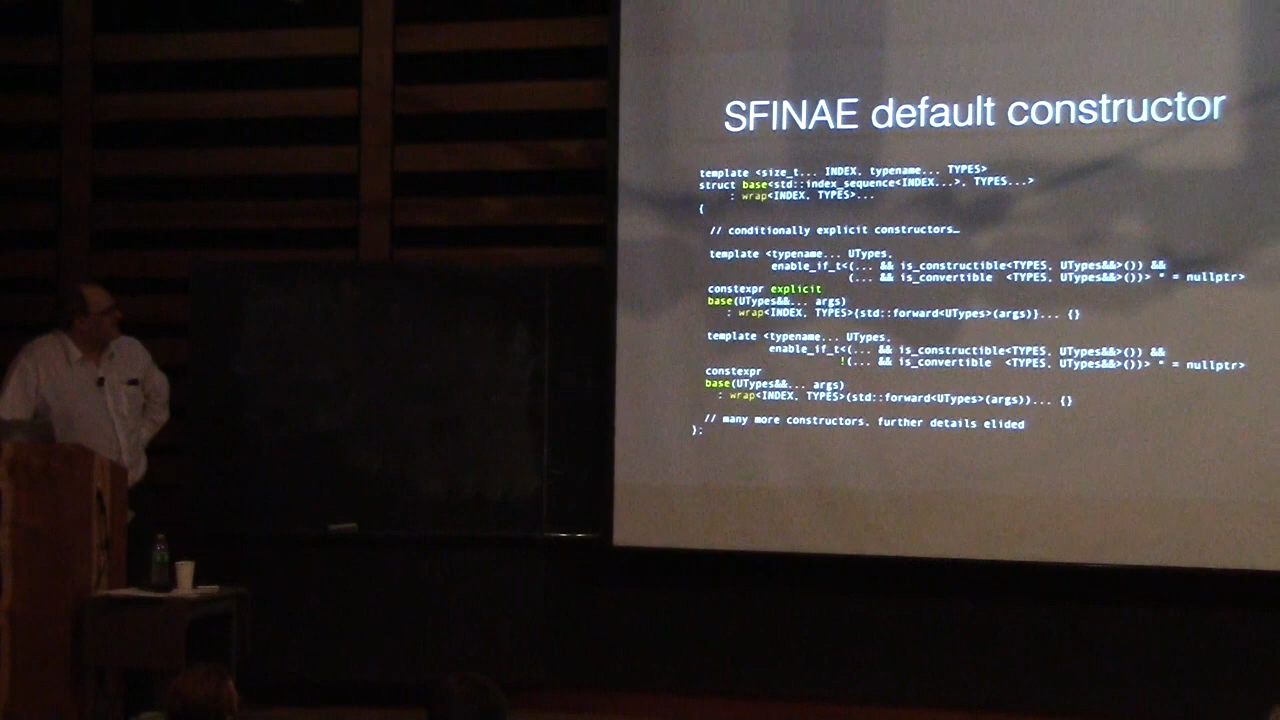 SFINAE default constructor
template <size_t... INDEX, typename... TYPES>
struct base<std::index_sequence<INDEX...>, TYPES...>
: wrap<INDEX, TYPES>...
{
// conditionally explicit constructors…
template <typename... UTypes,
enable_if_t<(... && is_constructible<TYPES, UTypes&&>()) &&
(... && is_convertible <TYPES, UTypes&&>())> * = nullptr>
constexpr explicit
base(UTypes&&... args)
: wrap<INDEX, TYPES>{std::forward<UTypes>(args)}... {}
template <typename... UTypes,
enable_if_t<(... && is_constructible<TYPES, UTypes&&>()) &&
!(... && is_convertible <TYPES, UTypes&&>())> * = nullptr>
constexpr
base(UTypes&&... args)
: wrap<INDEX, TYPES>(std::forward<UTypes>(args))... {}
// many more constructors, further details elided
};